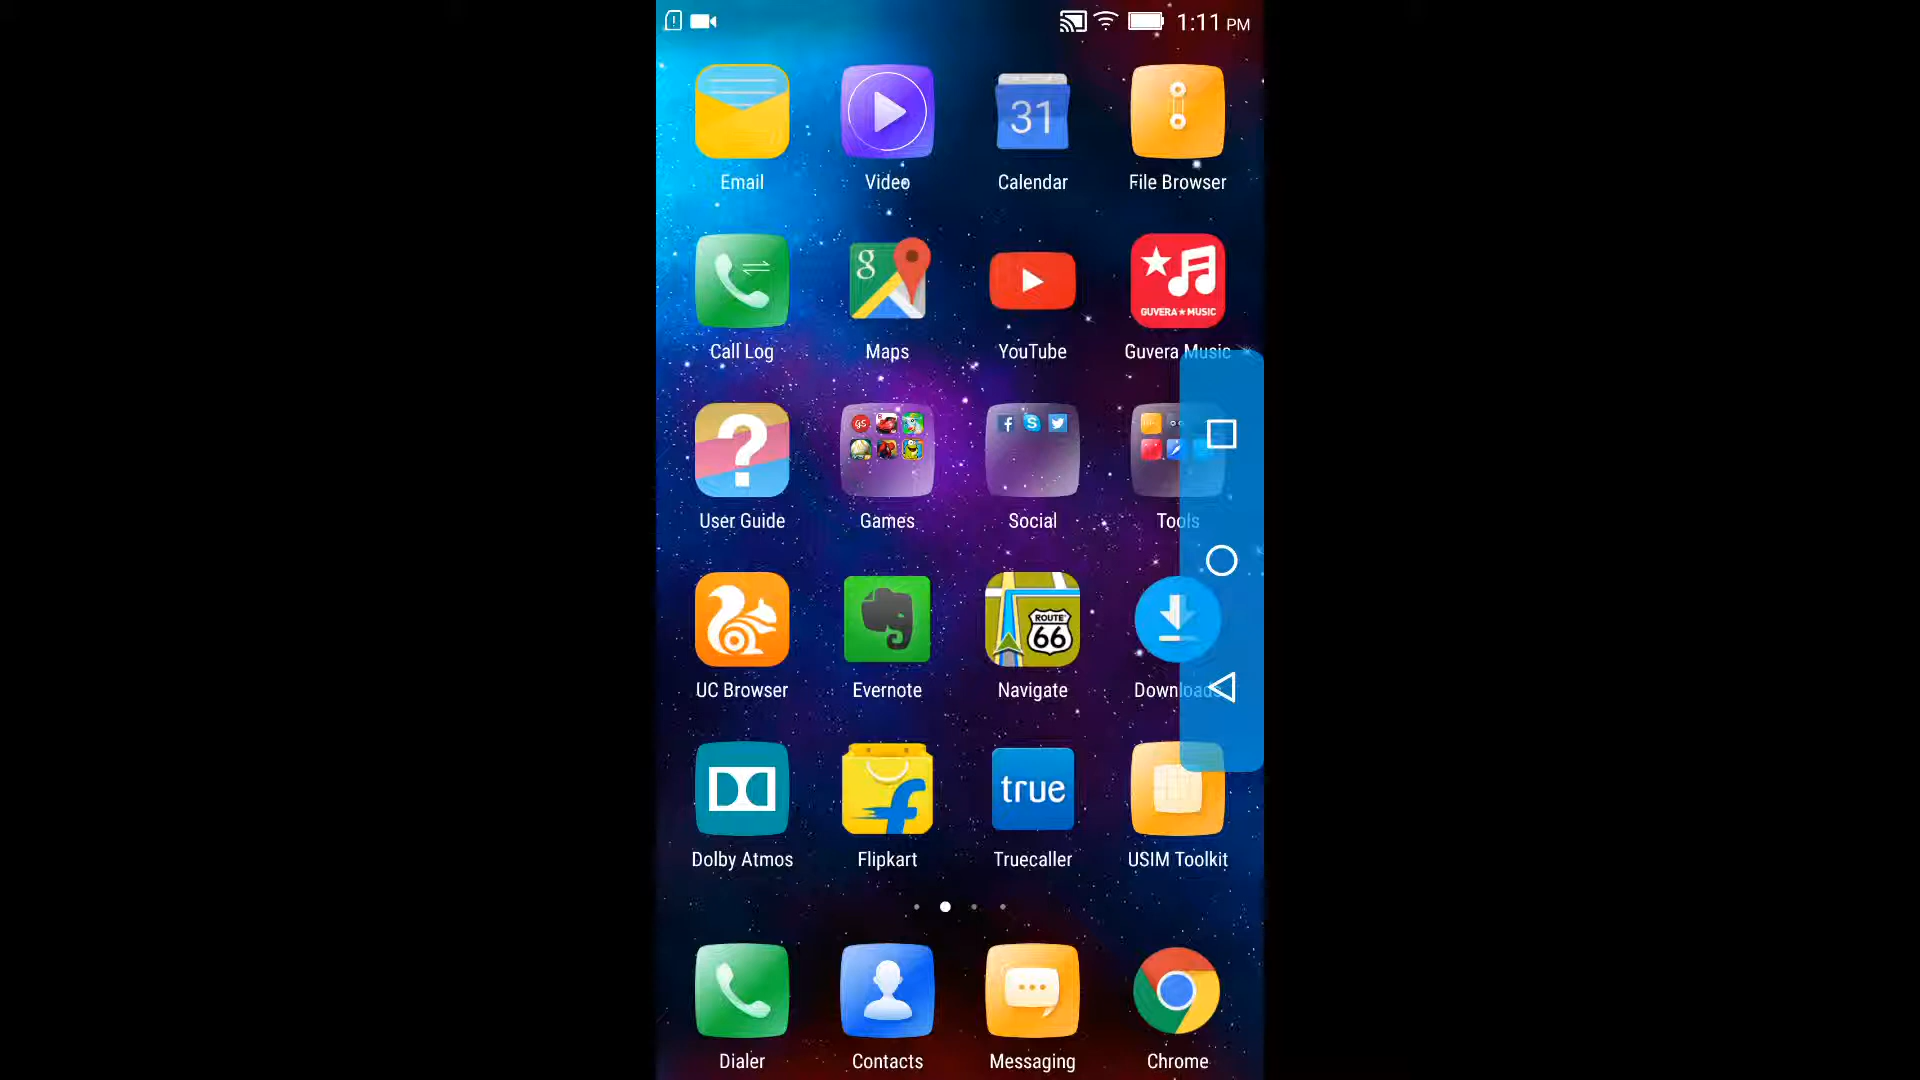 1:11 PM
31
Email Video Calendar File Browser
g
GUVERA★MUSIC
Call Log Maps YouTube Guvera Music
?
GS f S
User Guide Games Social Tools
ROUTE
66
UC Browser Evernote Navigate Downloads
true
Dolby Atmos Flipkart Truecaller USIM Toolkit
Dialer Contacts Messaging Chrome